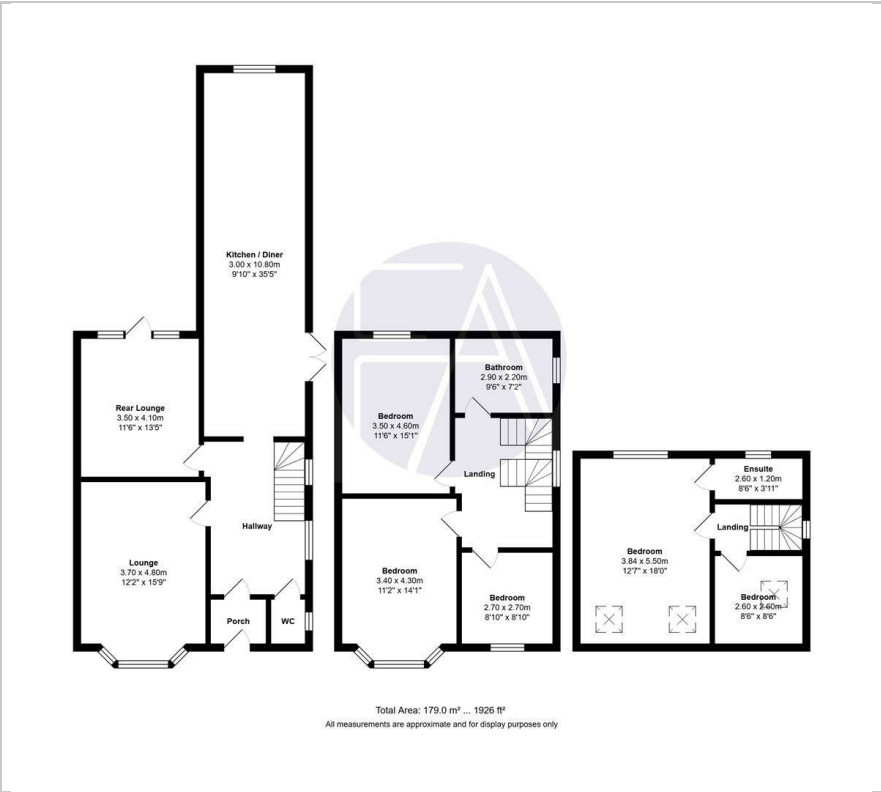 Kitchen / Diner
3.00 x 10.80m
9'10" x 35'5"
Rear Lounge
3.50 x 4.10m
11'6" x 13'5"
Lounge
3.70 x 4.80m
12'2" x 15'9"
Hallway
Porch
WC
Bedroom
3.50 x 4.60m
11'6" x 15'1"
Bathroom
2.90 x 2.20m
9'6" x 7'2"
Landing
Bedroom
3.40 x 4.30m
11'2" x 14'1"
Bedroom
2.70 x 2.70m
8'10" x 8'10"
Bedroom
3.84 x 5.50m
12'7" x 18'0"
Ensuite
2.60 x 1.20m
8'6" x 3'11"
Landing
Bedroom
2.60 x 2.60m
8'6" x 8'6"
Total Area: 179.0 m² ... 1926 ft²
All measurements are approximate and for display purposes only